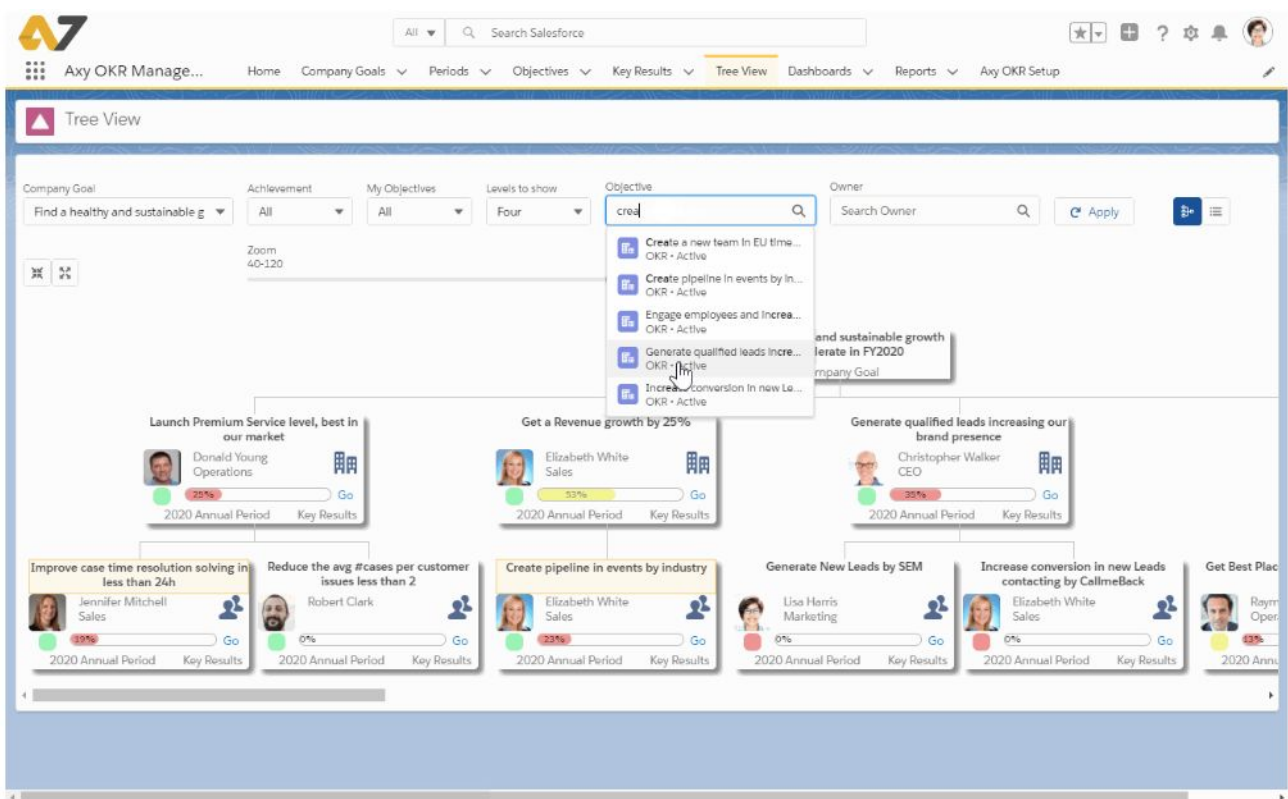 A7
All
Search Salesforce
Axy OKR Manage...
Home
Company Goals
Periods
Objectives
Key Results
Tree View
Dashboards
Reports
Axy OKR Setup
Tree View
Company Goal
Achievement
My Objectives
Levels to show
Objective
Owner
Find a healthy and sustainable g
All
All
Four
crea
Search Owner
Apply
Zoom
40-120
Create a new team in EU time...
OKR • Active
Create pipeline in events by in...
OKR • Active
Engage employees and increa...
OKR • Active
Generate qualified leads incre...
OKR • Active
Increase conversion in new Le...
OKR • Active
and sustainable growth
lerate in FY2020
mpany Goal
Launch Premium Service level, best in
our market
Donald Young
Operations
25%
Go
2020 Annual Period
Key Results
Get a Revenue growth by 25%
Elizabeth White
Sales
53%
Go
2020 Annual Period
Key Results
Generate qualified leads increasing our
brand presence
Christopher Walker
CEO
35%
Go
2020 Annual Period
Key Results
Improve case time resolution solving in
less than 24h
Jennifer Mitchell
Sales
19%
Go
2020 Annual Period
Key Results
Reduce the avg #cases per customer
issues less than 2
Robert Clark
0%
Go
2020 Annual Period
Key Results
Create pipeline in events by industry
Elizabeth White
Sales
23%
Go
2020 Annual Period
Key Results
Generate New Leads by SEM
Lisa Harris
Marketing
0%
Go
2020 Annual Period
Key Results
Increase conversion in new Leads
contacting by CallmeBack
Elizabeth White
Sales
0%
Go
2020 Annual Period
Key Results
Get Best Plac
Raym
Oper
13%
2020 Annu